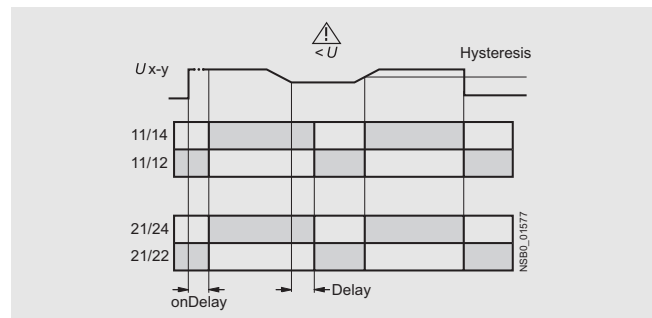 < U
Hysteresis
U x-y
11/14
11/12
21/24
21/22
NSB0_01577
onDelay
Delay